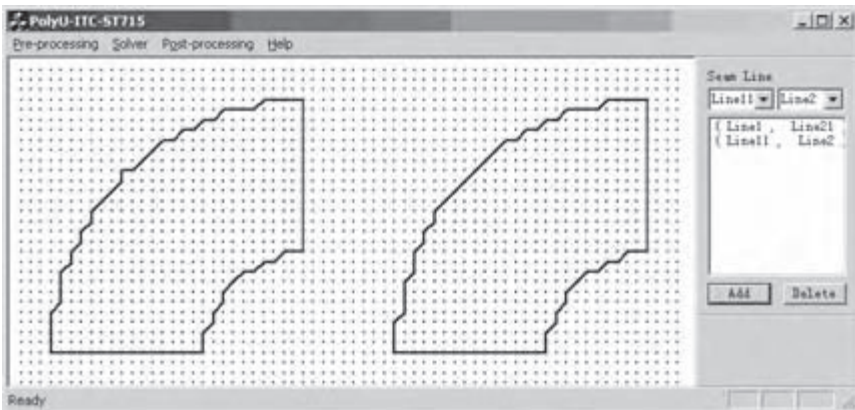 PolyU-ITC-ST715
Pre-processing Solver Post-processing Help
Seam Line
Line11 Line2
( Line1 , Line21
( Line11 , Line2
Add Delete
Ready